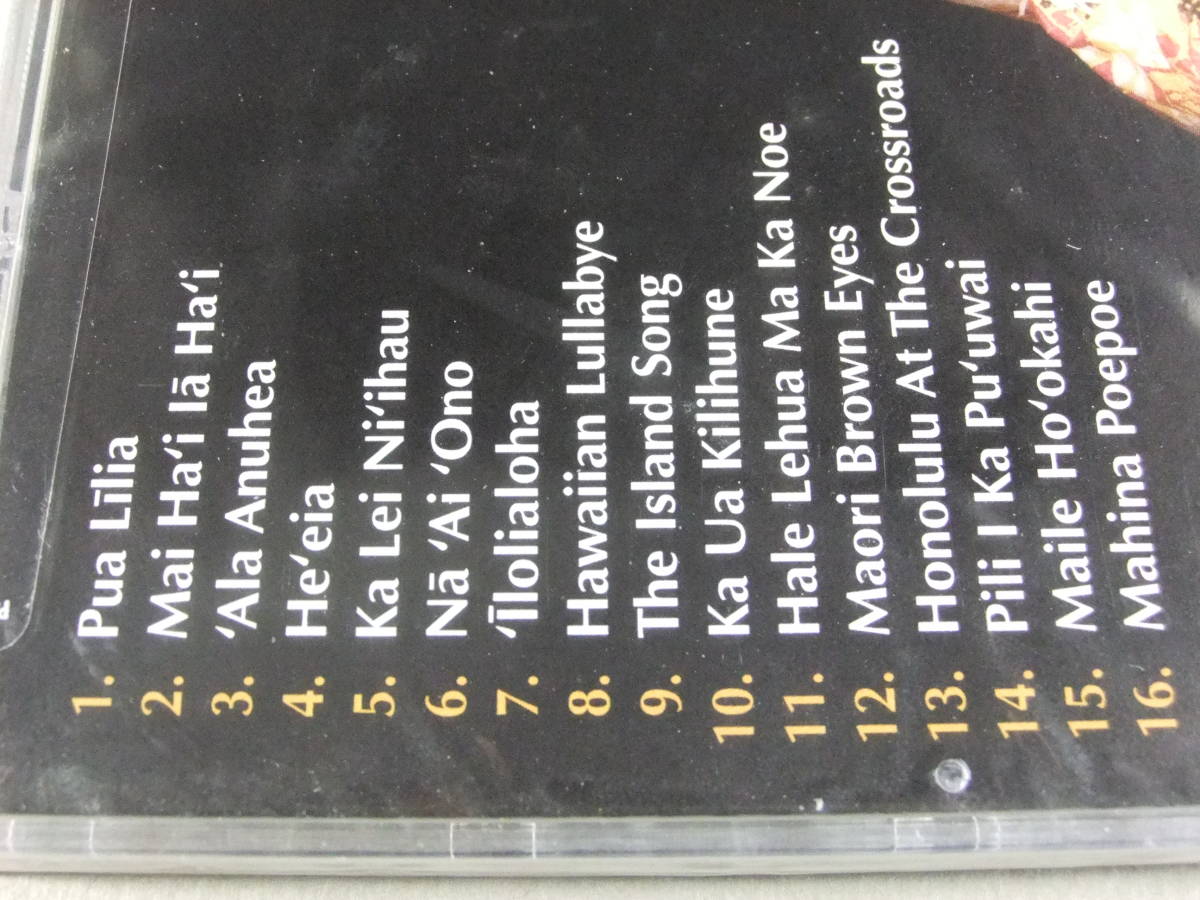 1. Pua Līlia
2. Mai Haʻi Iā Haʻi
3. ʻAla Anuhea
4. Heʻeia
5. Ka Lei Niʻihau
6. Nā ʻAi ʻOno
7. ʻĪlolialoha
8. Hawaiian Lullabye
9. The Island Song
10. Ka Ua Kilihune
11. Hale Lehua Ma Ka Noe
12. Maori Brown Eyes
13. Honolulu At The Crossroads
14. Pili I Ka Puʻuwai
15. Maile Hoʻokahi
16. Mahina Poepoe